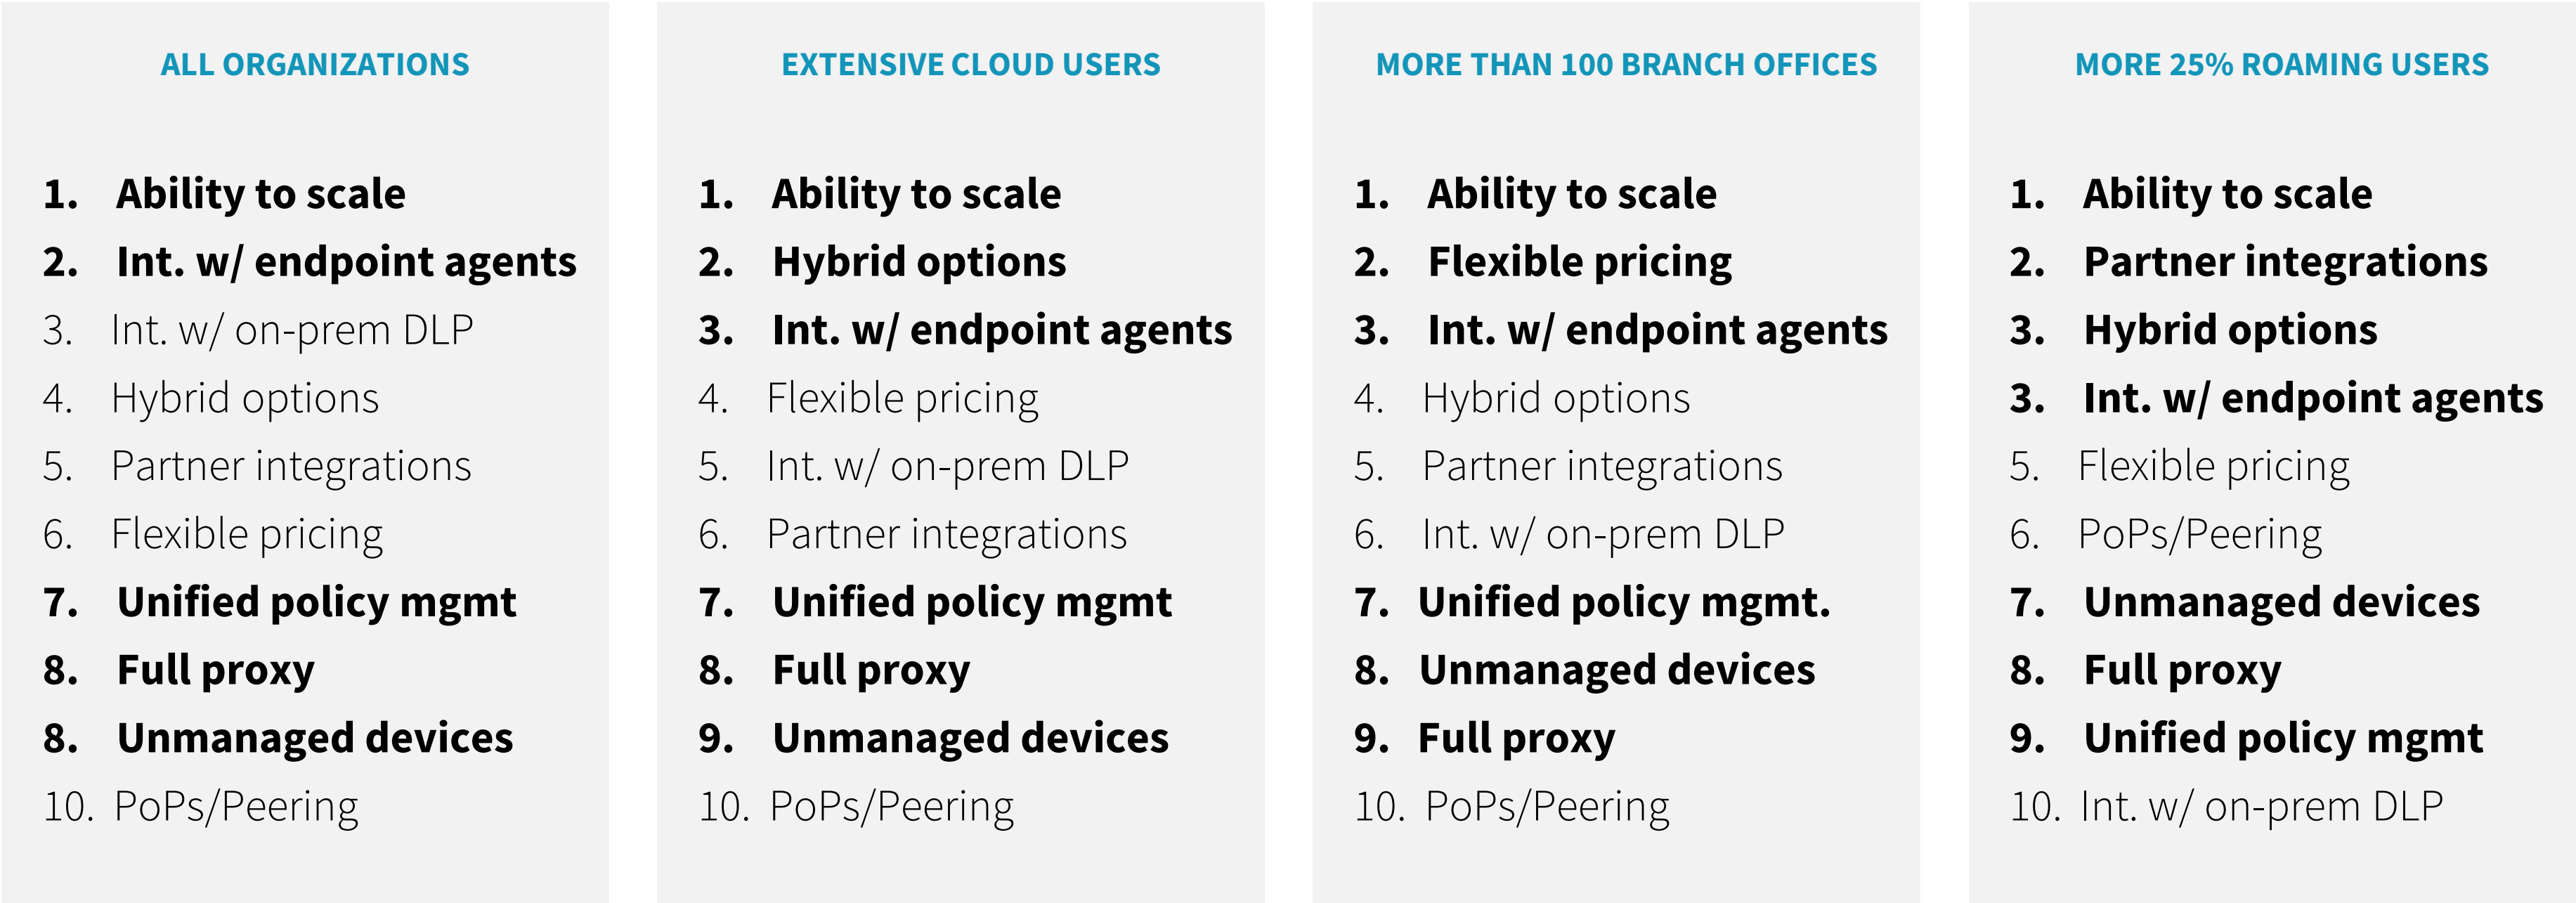 ALL ORGANIZATIONS
1. Ability to scale
2. Int. w/ endpoint agents
3. Int. w/ on-prem DLP
4. Hybrid options
5. Partner integrations
6. Flexible pricing
7. Unified policy mgmt
8. Full proxy
8. Unmanaged devices
10. PoPs/Peering
EXTENSIVE CLOUD USERS
1. Ability to scale
2. Hybrid options
3. Int. w/ endpoint agents
4. Flexible pricing
5. Int. w/ on-prem DLP
6. Partner integrations
7. Unified policy mgmt
8. Full proxy
9. Unmanaged devices
10. PoPs/Peering
MORE THAN 100 BRANCH OFFICES
1. Ability to scale
2. Flexible pricing
3. Int. w/ endpoint agents
4. Hybrid options
5. Partner integrations
6. Int. w/ on-prem DLP
7. Unified policy mgmt.
8. Unmanaged devices
9. Full proxy
10. PoPs/Peering
MORE 25% ROAMING USERS
1. Ability to scale
2. Partner integrations
3. Hybrid options
3. Int. w/ endpoint agents
5. Flexible pricing
6. PoPs/Peering
7. Unmanaged devices
8. Full proxy
9. Unified policy mgmt
10. Int. w/ on-prem DLP